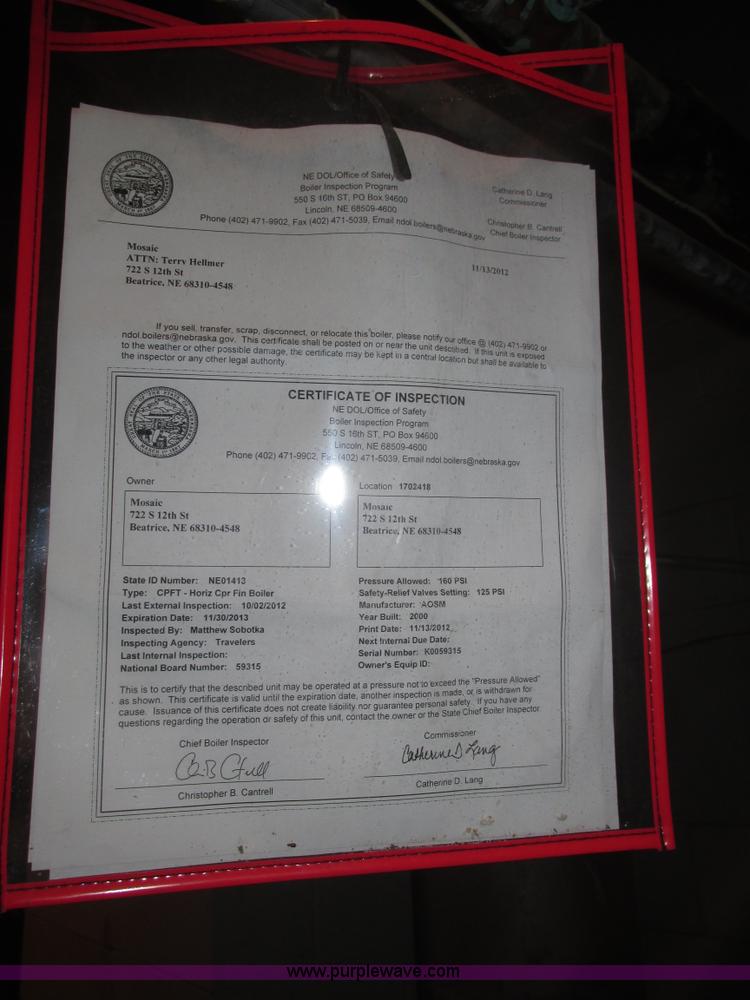 NE DOL/Office of Safety
Boiler Inspection Program
550 S 16th ST, PO Box 94600
Lincoln, NE 68509-4600
Phone (402) 471-9902, Fax (402) 471-5039, Email ndol.boilers@nebraska.gov
Catherine D. Lang
Commissioner
Christopher B. Cantrell
Chief Boiler Inspector
Mosaic
ATTN: Terry Hellmer
722 S 12th St
Beatrice, NE 68310-4548
11/13/2012
If you sell, transfer, scrap, disconnect, or relocate this boiler, please notify our office @ (402) 471-9902 or
ndol.boilers@nebraska.gov. This certificate shall be posted on or near the unit described. If this unit is exposed
to the weather or other possible damage, the certificate may be kept in a central location but shall be available to
the inspector or any other legal authority.
CERTIFICATE OF INSPECTION
NE DOL/Office of Safety
Boiler Inspection Program
550 S 16th ST, PO Box 94600
Lincoln, NE 68509-4600
Phone (402) 471-9902, Fax (402) 471-5039, Email ndol.boilers@nebraska.gov
Owner
Mosaic
722 S 12th St
Beatrice, NE 68310-4548
Location 1702418
Mosaic
722 S 12th St
Beatrice, NE 68310-4548
State ID Number: NE01413
Type: CPFT - Horiz Cpr Fin Boiler
Last External Inspection: 10/02/2012
Expiration Date: 11/30/2013
Inspected By: Matthew Sobotka
Inspecting Agency: Travelers
Last Internal Inspection:
National Board Number: 59315
Pressure Allowed: 160 PSI
Safety-Relief Valves Setting: 125 PSI
Manufacturer: AOSM
Year Built: 2000
Print Date: 11/13/2012
Next Internal Due Date:
Serial Number: K0059315
Owner's Equip ID:
This is to certify that the described unit may be operated at a pressure not to exceed the "Pressure Allowed"
as shown. This certificate is valid until the expiration date, another inspection is made, or is withdrawn for
cause. Issuance of this certificate does not create liability nor guarantee personal safety. If you have any
questions regarding the operation or safety of this unit, contact the owner or the State Chief Boiler Inspector.
Chief Boiler Inspector
Christopher B. Cantrell
Commissioner
Catherine D Lang
Catherine D. Lang
www.purplewave.com